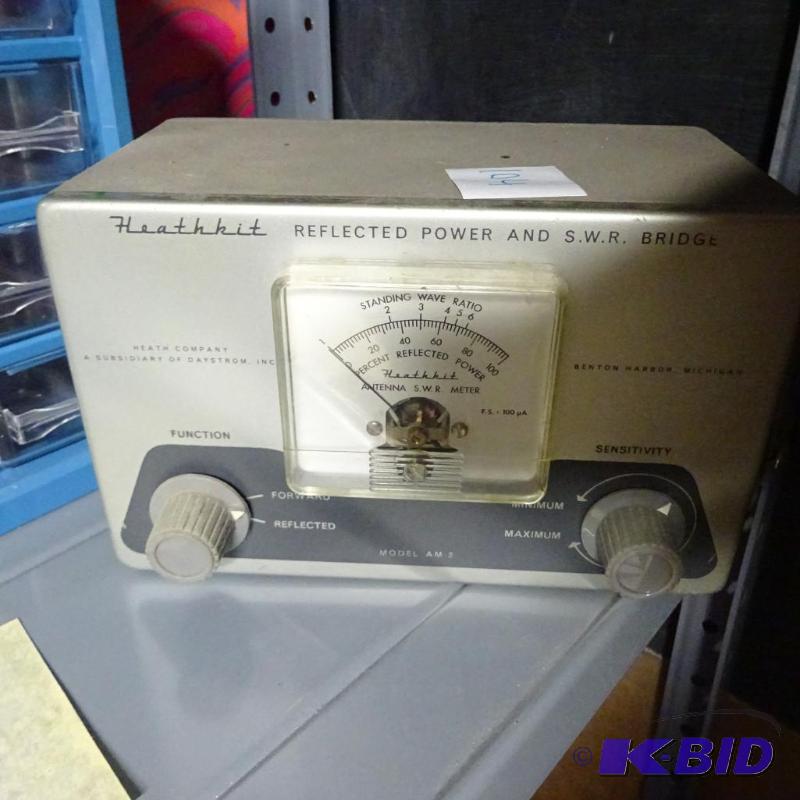 Heathkit REFLECTED POWER AND S.W.R. BRIDGE
STANDING WAVE RATIO
1 2 3 4 5 6
0 20 40 60 80 100
PERCENT REFLECTED POWER
Heathkit
ANTENNA S.W.R. METER
F.S. = 100 µA.
HEATH COMPANY
A SUBSIDIARY OF DAYSTROM, INC.
BENTON HARBOR, MICHIGAN
FUNCTION
FORWARD
REFLECTED
SENSITIVITY
MINIMUM
MAXIMUM
MODEL AM-2
© K-BID